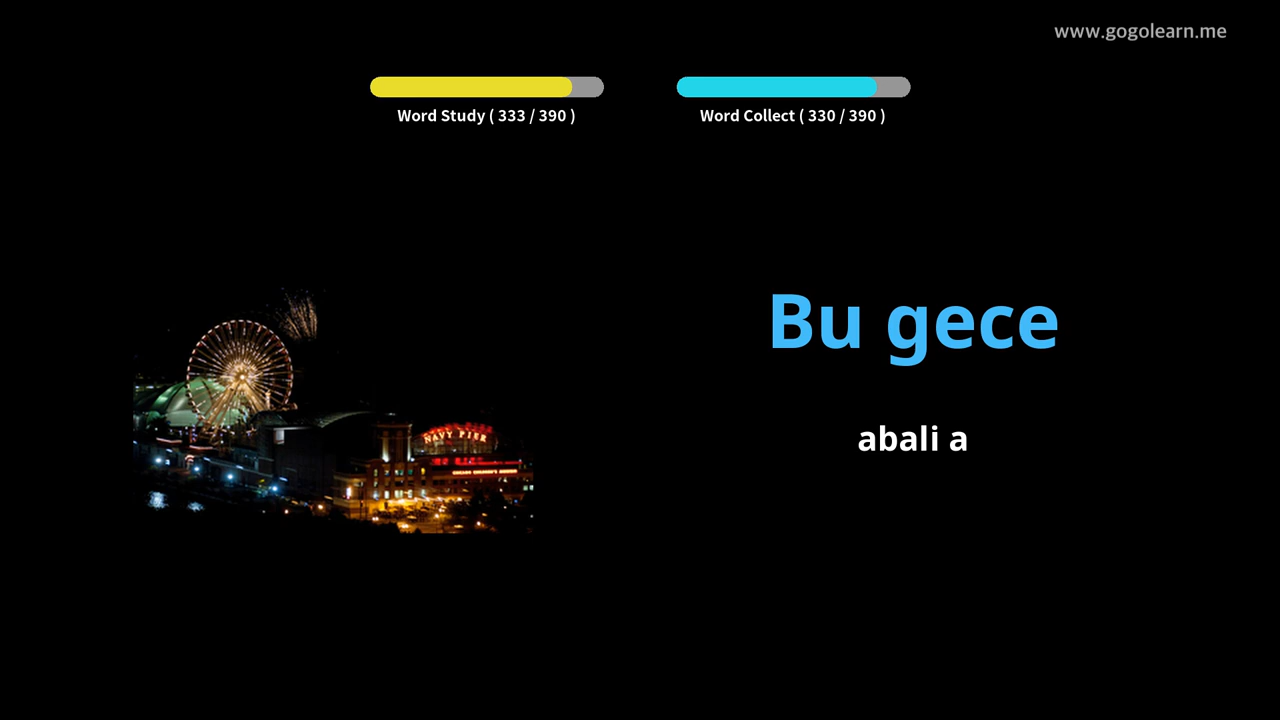 www.gogolearn.me
Word Study ( 333 / 390 )
Word Collect ( 330 / 390 )
Bu gece
abali a
NAVY PIER